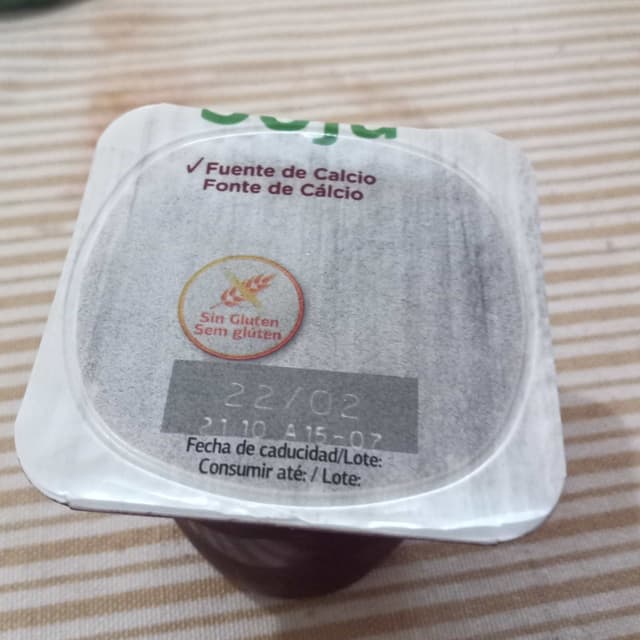 Soja
✓ Fuente de Calcio
Fonte de Cálcio
Sin Gluten
Sem glúten
22/02
21 10 A15-07
Fecha de caducidad/Lote:
Consumir até: / Lote: